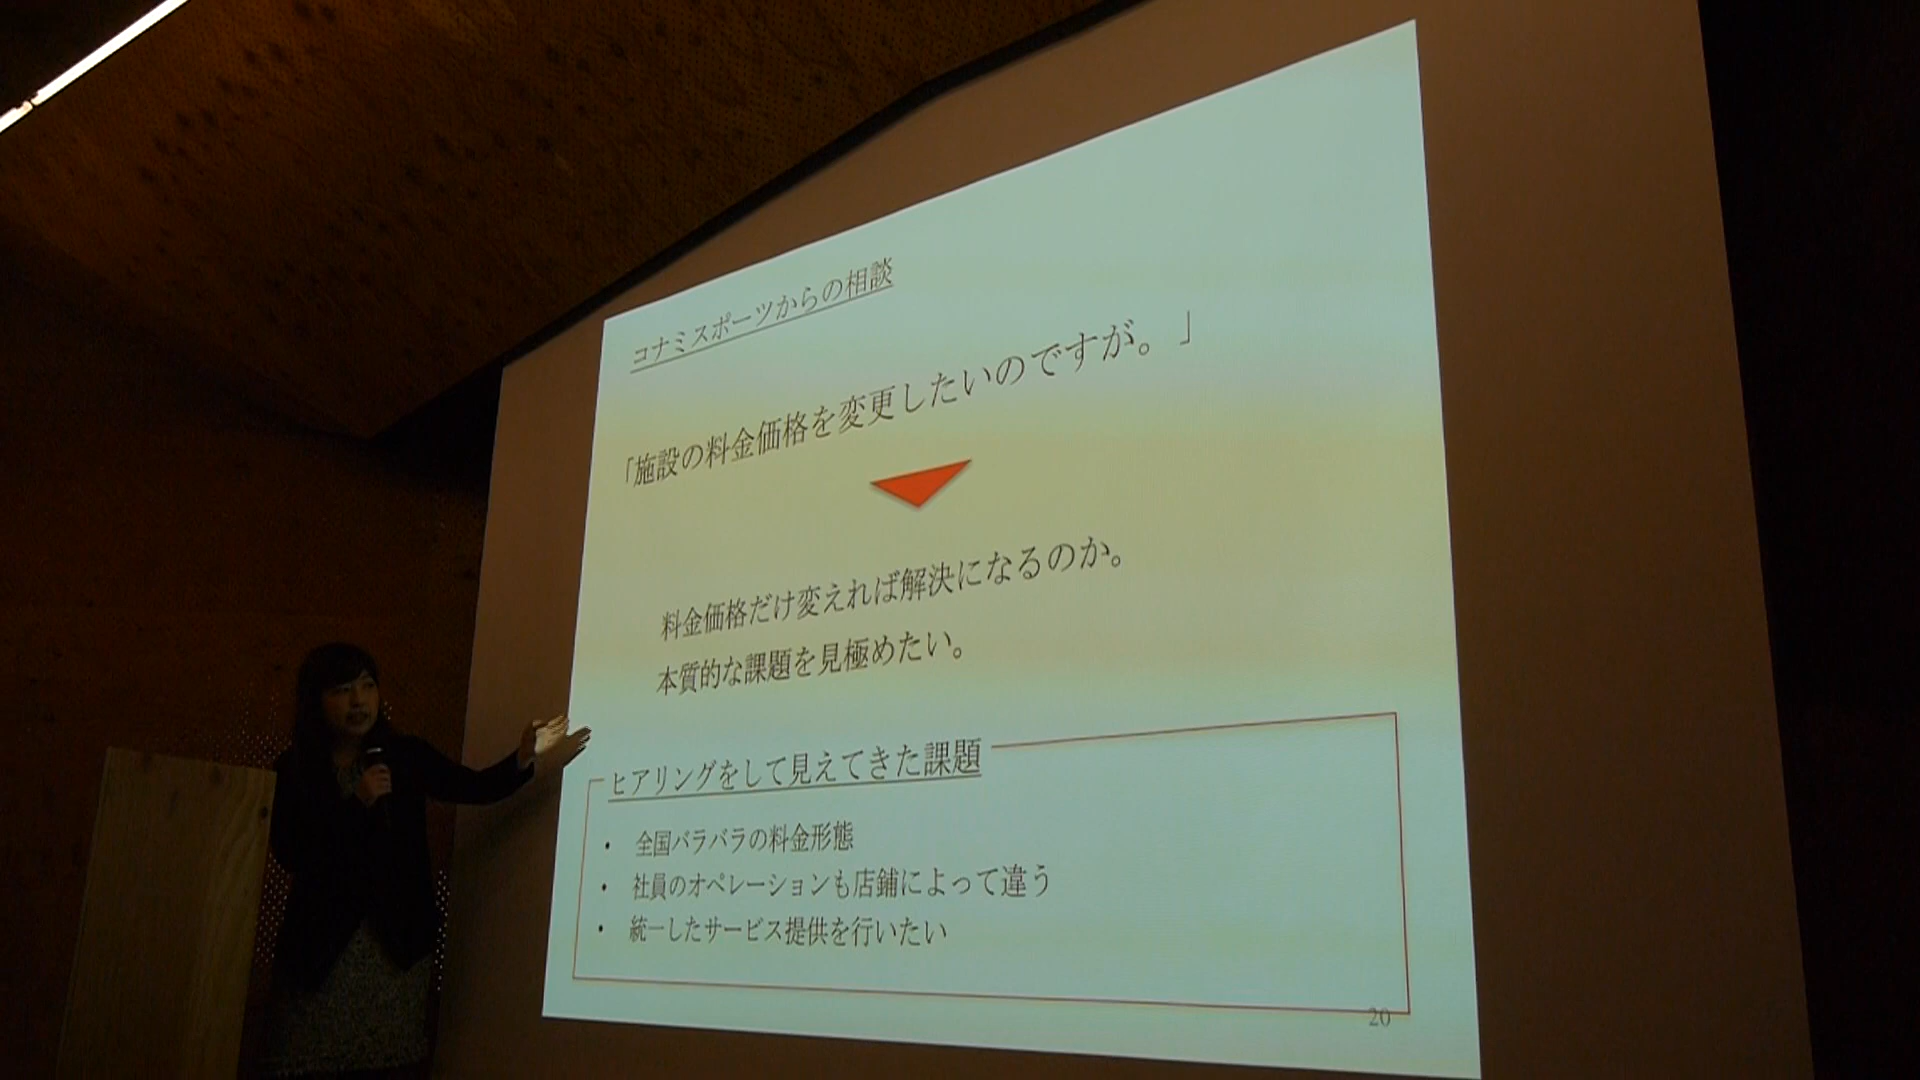 コナミスポーツからの相談
「施設の料金価格を変更したいのですが。」
料金価格だけ変えれば解決になるのか。
本質的な課題を見極めたい。
ヒアリングをして見えてきた課題
• 全国バラバラの料金形態
• 社員のオペレーションも店舗によって違う
• 統一したサービス提供を行いたい
20